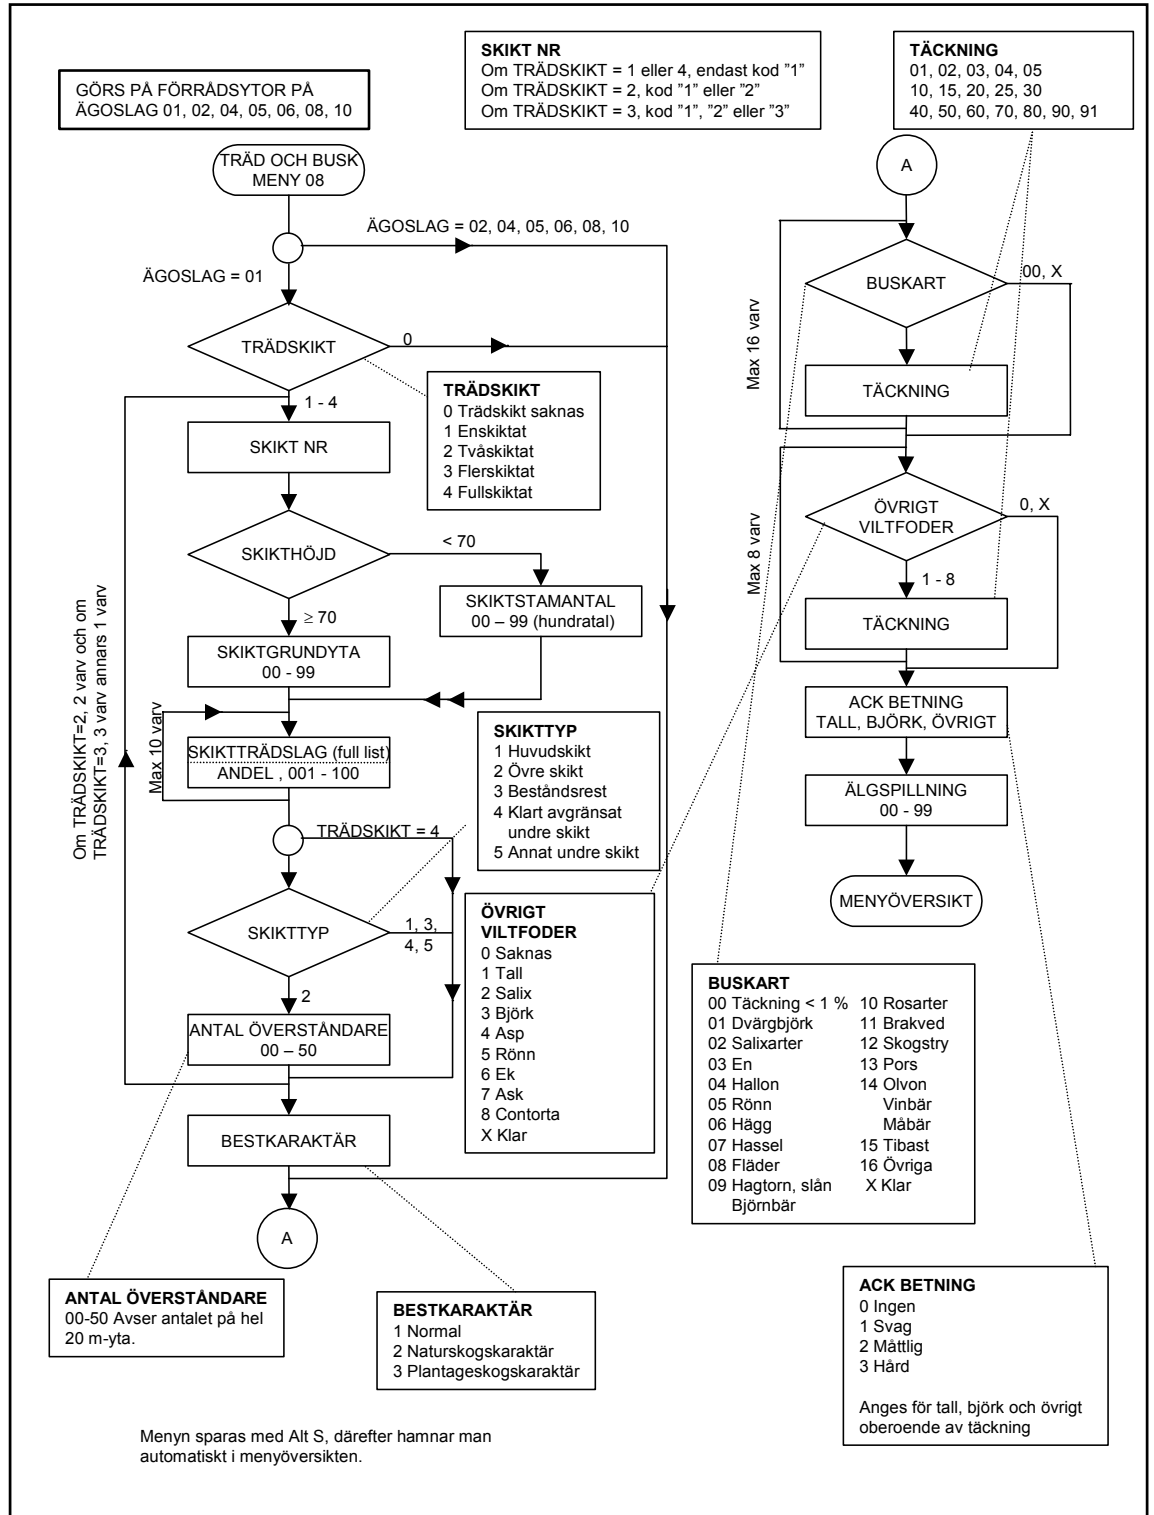 SKIKT NR
Om TRÄDSKIKT = 1 eller 4, endast kod ”1”
Om TRÄDSKIKT = 2, kod ”1” eller ”2”
Om TRÄDSKIKT = 3, kod ”1”, ”2” eller ”3”
TÄCKNING
01, 02, 03, 04, 05
10, 15, 20, 25, 30
40, 50, 60, 70, 80, 90, 91
GÖRS PÅ FÖRRÅDSYTOR PÅ
ÄGOSLAG 01, 02, 04, 05, 06, 08, 10
TRÄD OCH BUSK
MENY 08
ÄGOSLAG = 02, 04, 05, 06, 08, 10
ÄGOSLAG = 01
TRÄDSKIKT
0
TRÄDSKIKT
0 Trädskikt saknas
1 Enskiktat
2 Tvåskiktat
3 Flerskiktat
4 Fullskiktat
1 - 4
SKIKT NR
SKIKTHÖJD
< 70
SKIKTSTAMANTAL
00 – 99 (hundratal)
≥ 70
SKIKTGRUNDYTA
00 - 99
Om TRÄDSKIKT=2, 2 varv och om
TRÄDSKIKT=3, 3 varv annars 1 varv
Max 10 varv
SKIKTTRÄDSLAG (full list)
ANDEL , 001 - 100
SKIKTTYP
1 Huvudskikt
2 Övre skikt
3 Beståndsrest
4 Klart avgränsat
undre skikt
5 Annat undre skikt
TRÄDSKIKT = 4
SKIKTTYP
1, 3,
4, 5
2
ANTAL ÖVERSTÅNDARE
00 – 50
ÖVRIGT
VILTFODER
0 Saknas
1 Tall
2 Salix
3 Björk
4 Asp
5 Rönn
6 Ek
7 Ask
8 Contorta
X Klar
BESTKARAKTÄR
A
ANTAL ÖVERSTÅNDARE
00-50 Avser antalet på hel
20 m-yta.
BESTKARAKTÄR
1 Normal
2 Naturskogskaraktär
3 Plantageskogskaraktär
Menyn sparas med Alt S, därefter hamnar man
automatiskt i menyöversikten.
A
BUSKART
00, X
Max 16 varv
TÄCKNING
ÖVRIGT
VILTFODER
0, X
Max 8 varv
1 - 8
TÄCKNING
ACK BETNING
TALL, BJÖRK, ÖVRIGT
ÄLGSPILLNING
00 - 99
MENYÖVERSIKT
BUSKART
00 Täckning < 1 % 10 Rosarter
01 Dvärgbjörk 11 Brakved
02 Salixarter 12 Skogstry
03 En 13 Pors
04 Hallon 14 Olvon
05 Rönn Vinbär
06 Hägg Måbär
07 Hassel 15 Tibast
08 Fläder 16 Övriga
09 Hagtorn, slån X Klar
Björnbär
ACK BETNING
0 Ingen
1 Svag
2 Måttlig
3 Hård
Anges för tall, björk och övrigt
oberoende av täckning